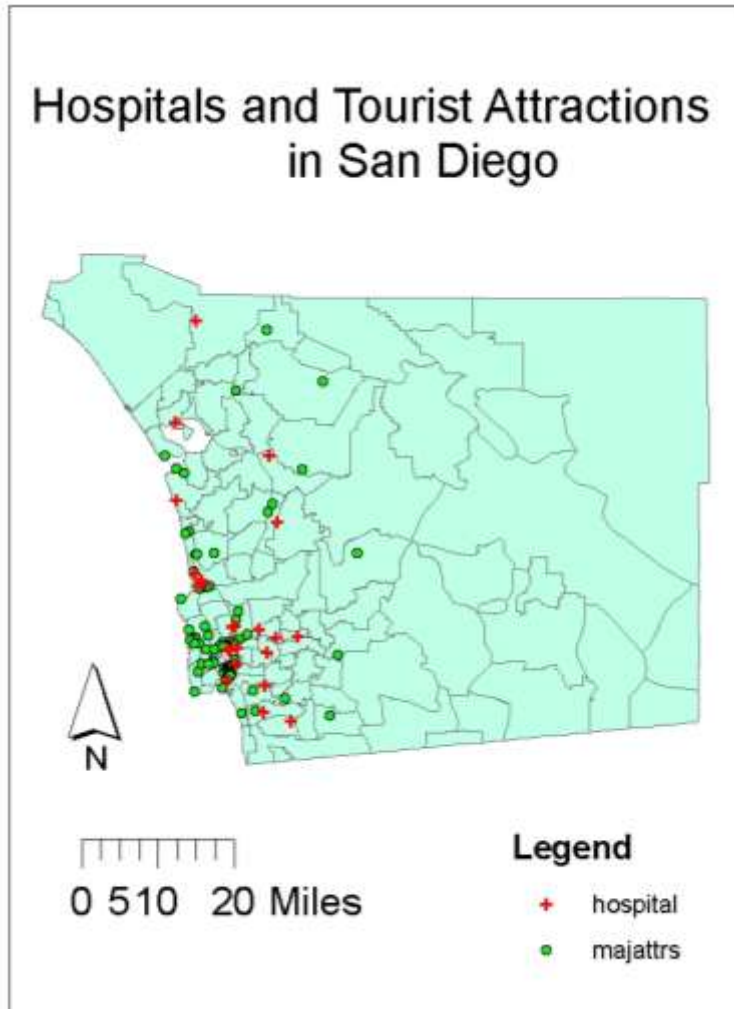 Hospitals and Tourist Attractions
in San Diego
N
0 510 20 Miles
Legend
hospital
majattrs